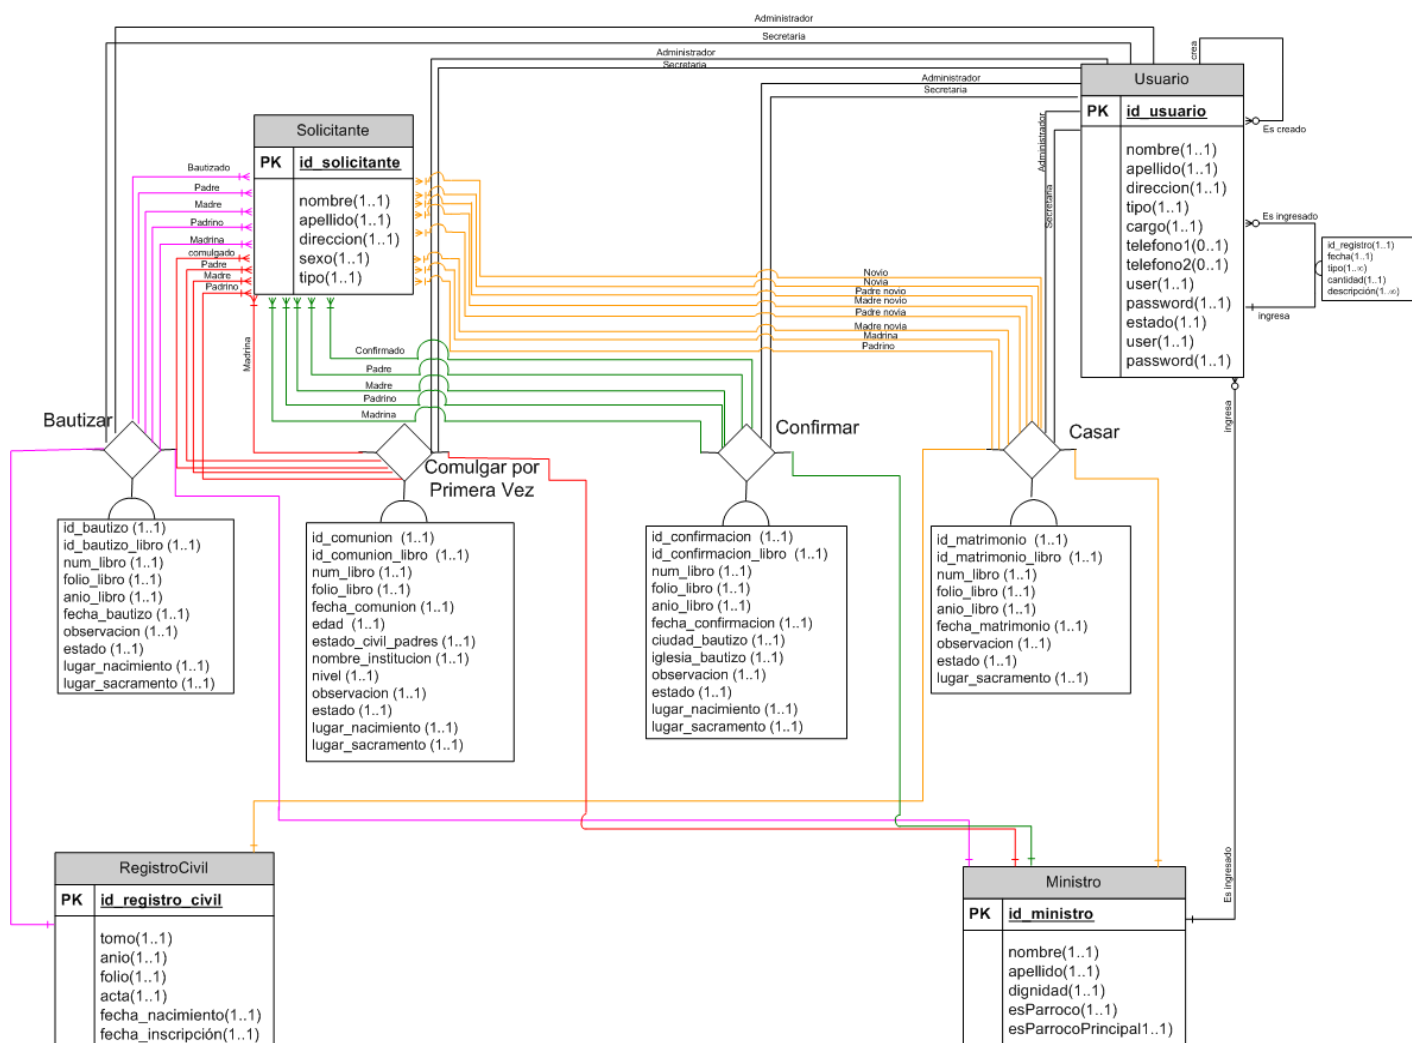 Administrador
Secretaria
Administrador
Secretaria
Administrador
Secretaria
Administrador
Secretaria
crea
Es creado
Usuario
PK id_usuario
nombre(1..1)
apellido(1..1)
direccion(1..1)
tipo(1..1)
cargo(1..1)
telefono1(0..1)
telefono2(0..1)
user(1..1)
password(1..1)
estado(1.1)
user(1..1)
password(1..1)
Es ingresado
ingresa
id_registro(1..1)
fecha(1..1)
tipo(1..∞)
cantidad(1..1)
descripción(1..∞)
Solicitante
PK id_solicitante
nombre(1..1)
apellido(1..1)
direccion(1..1)
sexo(1..1)
tipo(1..1)
Bautizado
Padre
Madre
Padrino
Madrina
comulgado
Padre
Madre
Padrino
Madrina
Confirmado
Padre
Madre
Padrino
Madrina
Novio
Novia
Padre novio
Madre novio
Padre novia
Madre novia
Madrina
Padrino
Bautizar
Comulgar por
Primera Vez
Confirmar
Casar
id_bautizo (1..1)
id_bautizo_libro (1..1)
num_libro (1..1)
folio_libro (1..1)
anio_libro (1..1)
fecha_bautizo (1..1)
observacion (1..1)
estado (1..1)
lugar_nacimiento (1..1)
lugar_sacramento (1..1)
id_comunion (1..1)
id_comunion_libro (1..1)
num_libro (1..1)
folio_libro (1..1)
fecha_comunion (1..1)
edad (1..1)
estado_civil_padres (1..1)
nombre_institucion (1..1)
nivel (1..1)
observacion (1..1)
estado (1..1)
lugar_nacimiento (1..1)
lugar_sacramento (1..1)
id_confirmacion (1..1)
id_confirmacion_libro (1..1)
num_libro (1..1)
folio_libro (1..1)
anio_libro (1..1)
fecha_confirmacion (1..1)
ciudad_bautizo (1..1)
iglesia_bautizo (1..1)
observacion (1..1)
estado (1..1)
lugar_nacimiento (1..1)
lugar_sacramento (1..1)
id_matrimonio (1..1)
id_matrimonio_libro (1..1)
num_libro (1..1)
folio_libro (1..1)
anio_libro (1..1)
fecha_matrimonio (1..1)
observacion (1..1)
estado (1..1)
lugar_sacramento (1..1)
ingresa
Es ingresado
RegistroCivil
PK id_registro_civil
tomo(1..1)
anio(1..1)
folio(1..1)
acta(1..1)
fecha_nacimiento(1..1)
fecha_inscripción(1..1)
Ministro
PK id_ministro
nombre(1..1)
apellido(1..1)
dignidad(1..1)
esParroco(1..1)
esParrocoPrincipal1..1)